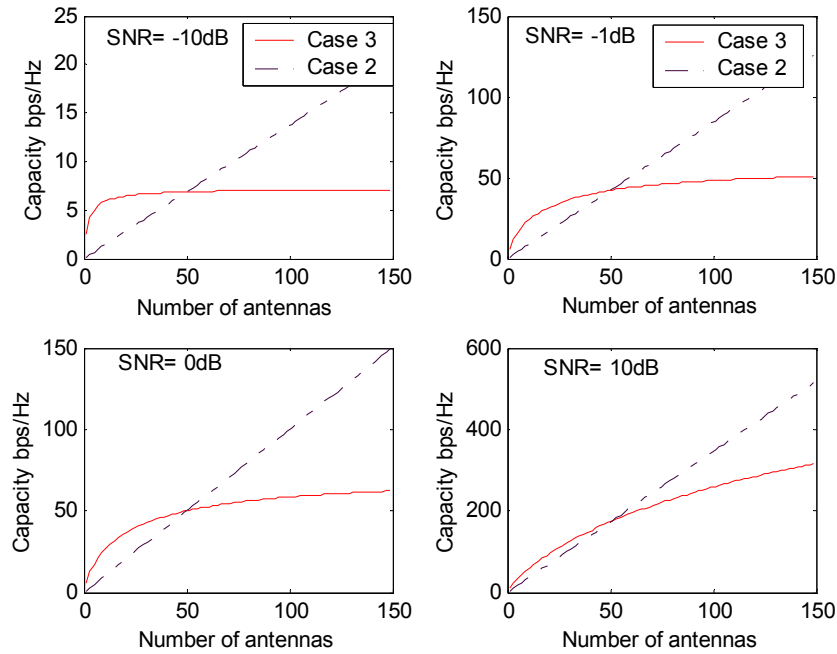 SNR= -10dB
Case 3
Case 2
Capacity bps/Hz
25
20
15
10
5
0
0 50 100 150
Number of antennas
SNR= -1dB
Case 3
Case 2
Capacity bps/Hz
150
100
50
0
0 50 100 150
Number of antennas
SNR= 0dB
Capacity bps/Hz
150
100
50
0
0 50 100 150
Number of antennas
SNR= 10dB
Capacity bps/Hz
600
400
200
0
0 50 100 150
Number of antennas